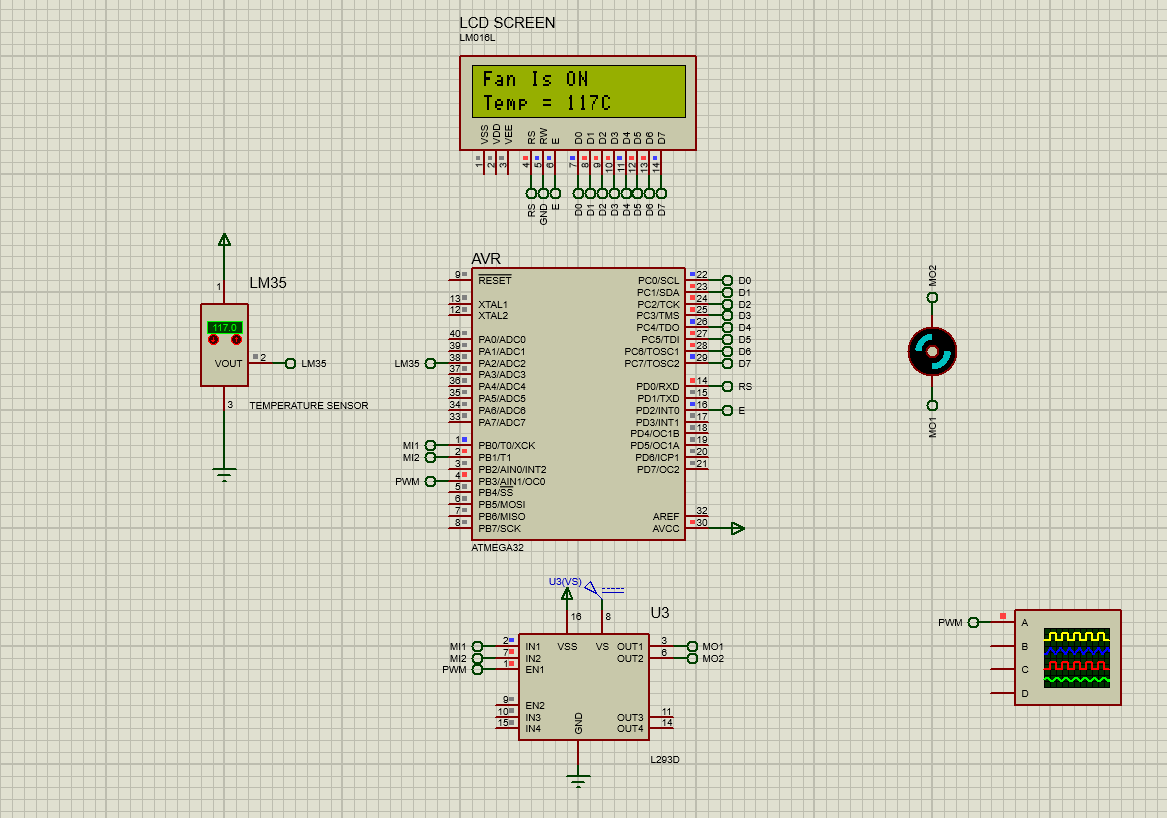 LCD SCREEN
LM016L
Fan Is ON
Temp = 117C
VSS VDD VEE RS RW E D0 D1 D2 D3 D4 D5 D6 D7
1 2 3 4 5 6 7 8 9 10 11 12 13 14
RS GND E D0 D1 D2 D3 D4 D5 D6 D7
LM35
1
117.0
VOUT 2 LM35
3 TEMPERATURE SENSOR
AVR
9 RESET PC0/SCL 22 D0
PC1/SDA 23 D1
13 XTAL1 PC2/TCK 24 D2
12 XTAL2 PC3/TMS 25 D3
PC4/TDO 26 D4
40 PA0/ADC0 PC5/TDI 27 D5
39 PA1/ADC1 PC6/TOSC1 28 D6
LM35 38 PA2/ADC2 PC7/TOSC2 29 D7
37 PA3/ADC3
36 PA4/ADC4 PD0/RXD 14 RS
35 PA5/ADC5 PD1/TXD 15
34 PA6/ADC6 PD2/INT0 16 E
33 PA7/ADC7 PD3/INT1 17
PD4/OC1B 18
MI1 1 PB0/T0/XCK PD5/OC1A 19
MI2 2 PB1/T1 PD6/ICP1 20
3 PB2/AIN0/INT2 PD7/OC2 21
PWM 4 PB3/AIN1/OC0
5 PB4/SS
6 PB5/MOSI
7 PB6/MISO AREF 32
8 PB7/SCK AVCC 30
ATMEGA32
MO2
MO1
U3(VS)
U3
16 8
VSS VS
MI1 2 IN1 OUT1 3 MO1
MI2 7 IN2 OUT2 6 MO2
PWM 1 EN1
9 EN2
10 IN3 OUT3 11
15 IN4 OUT4 14
GND
L293D
PWM A
B
C
D